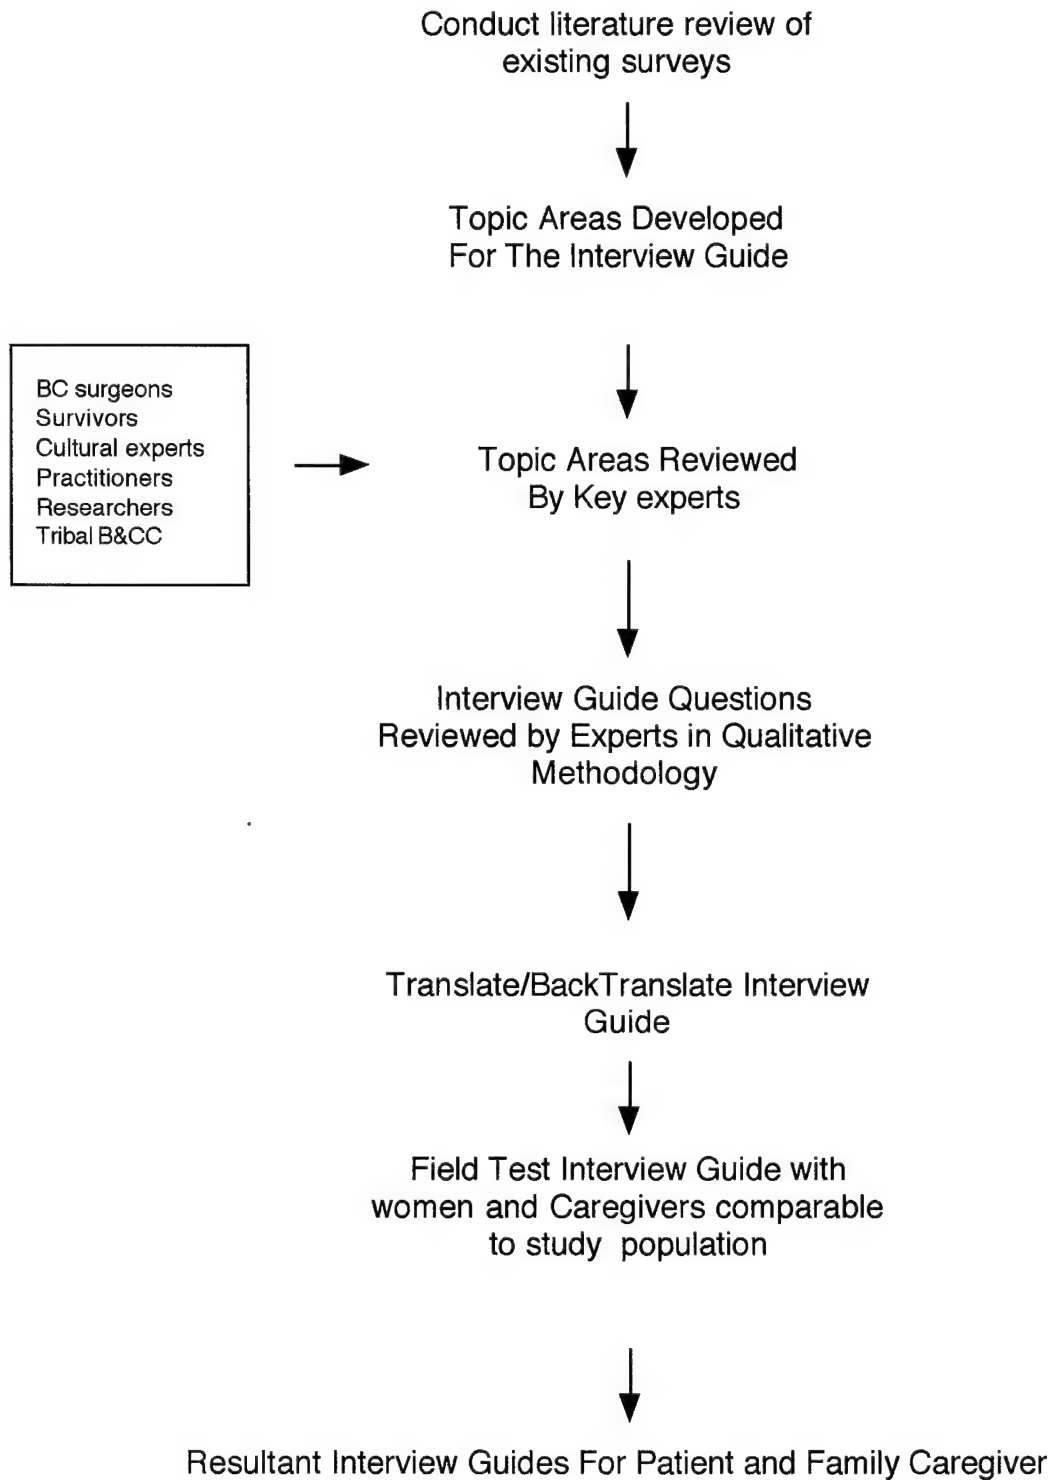 Conduct literature review of
existing surveys
Topic Areas Developed
For The Interview Guide
BC surgeons
Survivors
Cultural experts
Practitioners
Researchers
Tribal B&CC
Topic Areas Reviewed
By Key experts
Interview Guide Questions
Reviewed by Experts in Qualitative
Methodology
Translate/BackTranslate Interview
Guide
Field Test Interview Guide with
women and Caregivers comparable
to study population
Resultant Interview Guides For Patient and Family Caregiver